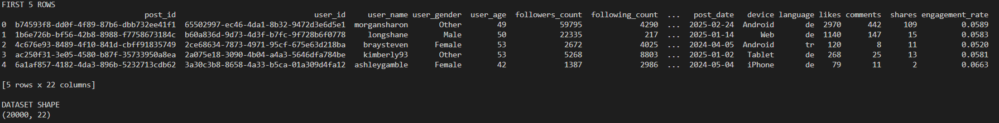 FIRST 5 ROWS
post_id user_id user_name user_gender user_age followers_count following_count ... post_date device language likes comments shares engagement_rate
0 b74593f8-dd0f-4f89-87b6-dbb732ee41f1 65502997-ec46-4da1-8b32-9472d3e6d5e1 morgansharon Other 49 59795 4290 ... 2025-02-24 Android de 2970 442 109 0.0589
1 1b6e726b-bf56-42b8-8988-f7758673184c b60a836d-9d73-4d3f-b7fc-9f728b6f0778 longshane Male 50 22335 217 ... 2025-01-14 Web de 1140 147 15 0.0583
2 4c676e93-8489-4f10-841d-cbff91835749 2ce68634-7873-4971-95cf-675e63d218ba braysteven Female 53 2672 4025 ... 2024-04-05 Android tr 120 8 11 0.0520
3 ac250f31-3e05-4580-b87f-35733950a8ea 2a075e18-3090-4b04-a4a3-5646dfa784be kimberly93 Other 53 5268 8803 ... 2025-01-02 Tablet de 268 25 13 0.0581
4 6a1af857-4182-4da3-896b-5232713cdb62 3a30c3b8-8658-4a33-b5ca-01a309d4fa12 ashleygamble Female 42 1387 2986 ... 2024-05-04 iPhone de 79 11 2 0.0663
[5 rows x 22 columns]
DATASET SHAPE
(20000, 22)